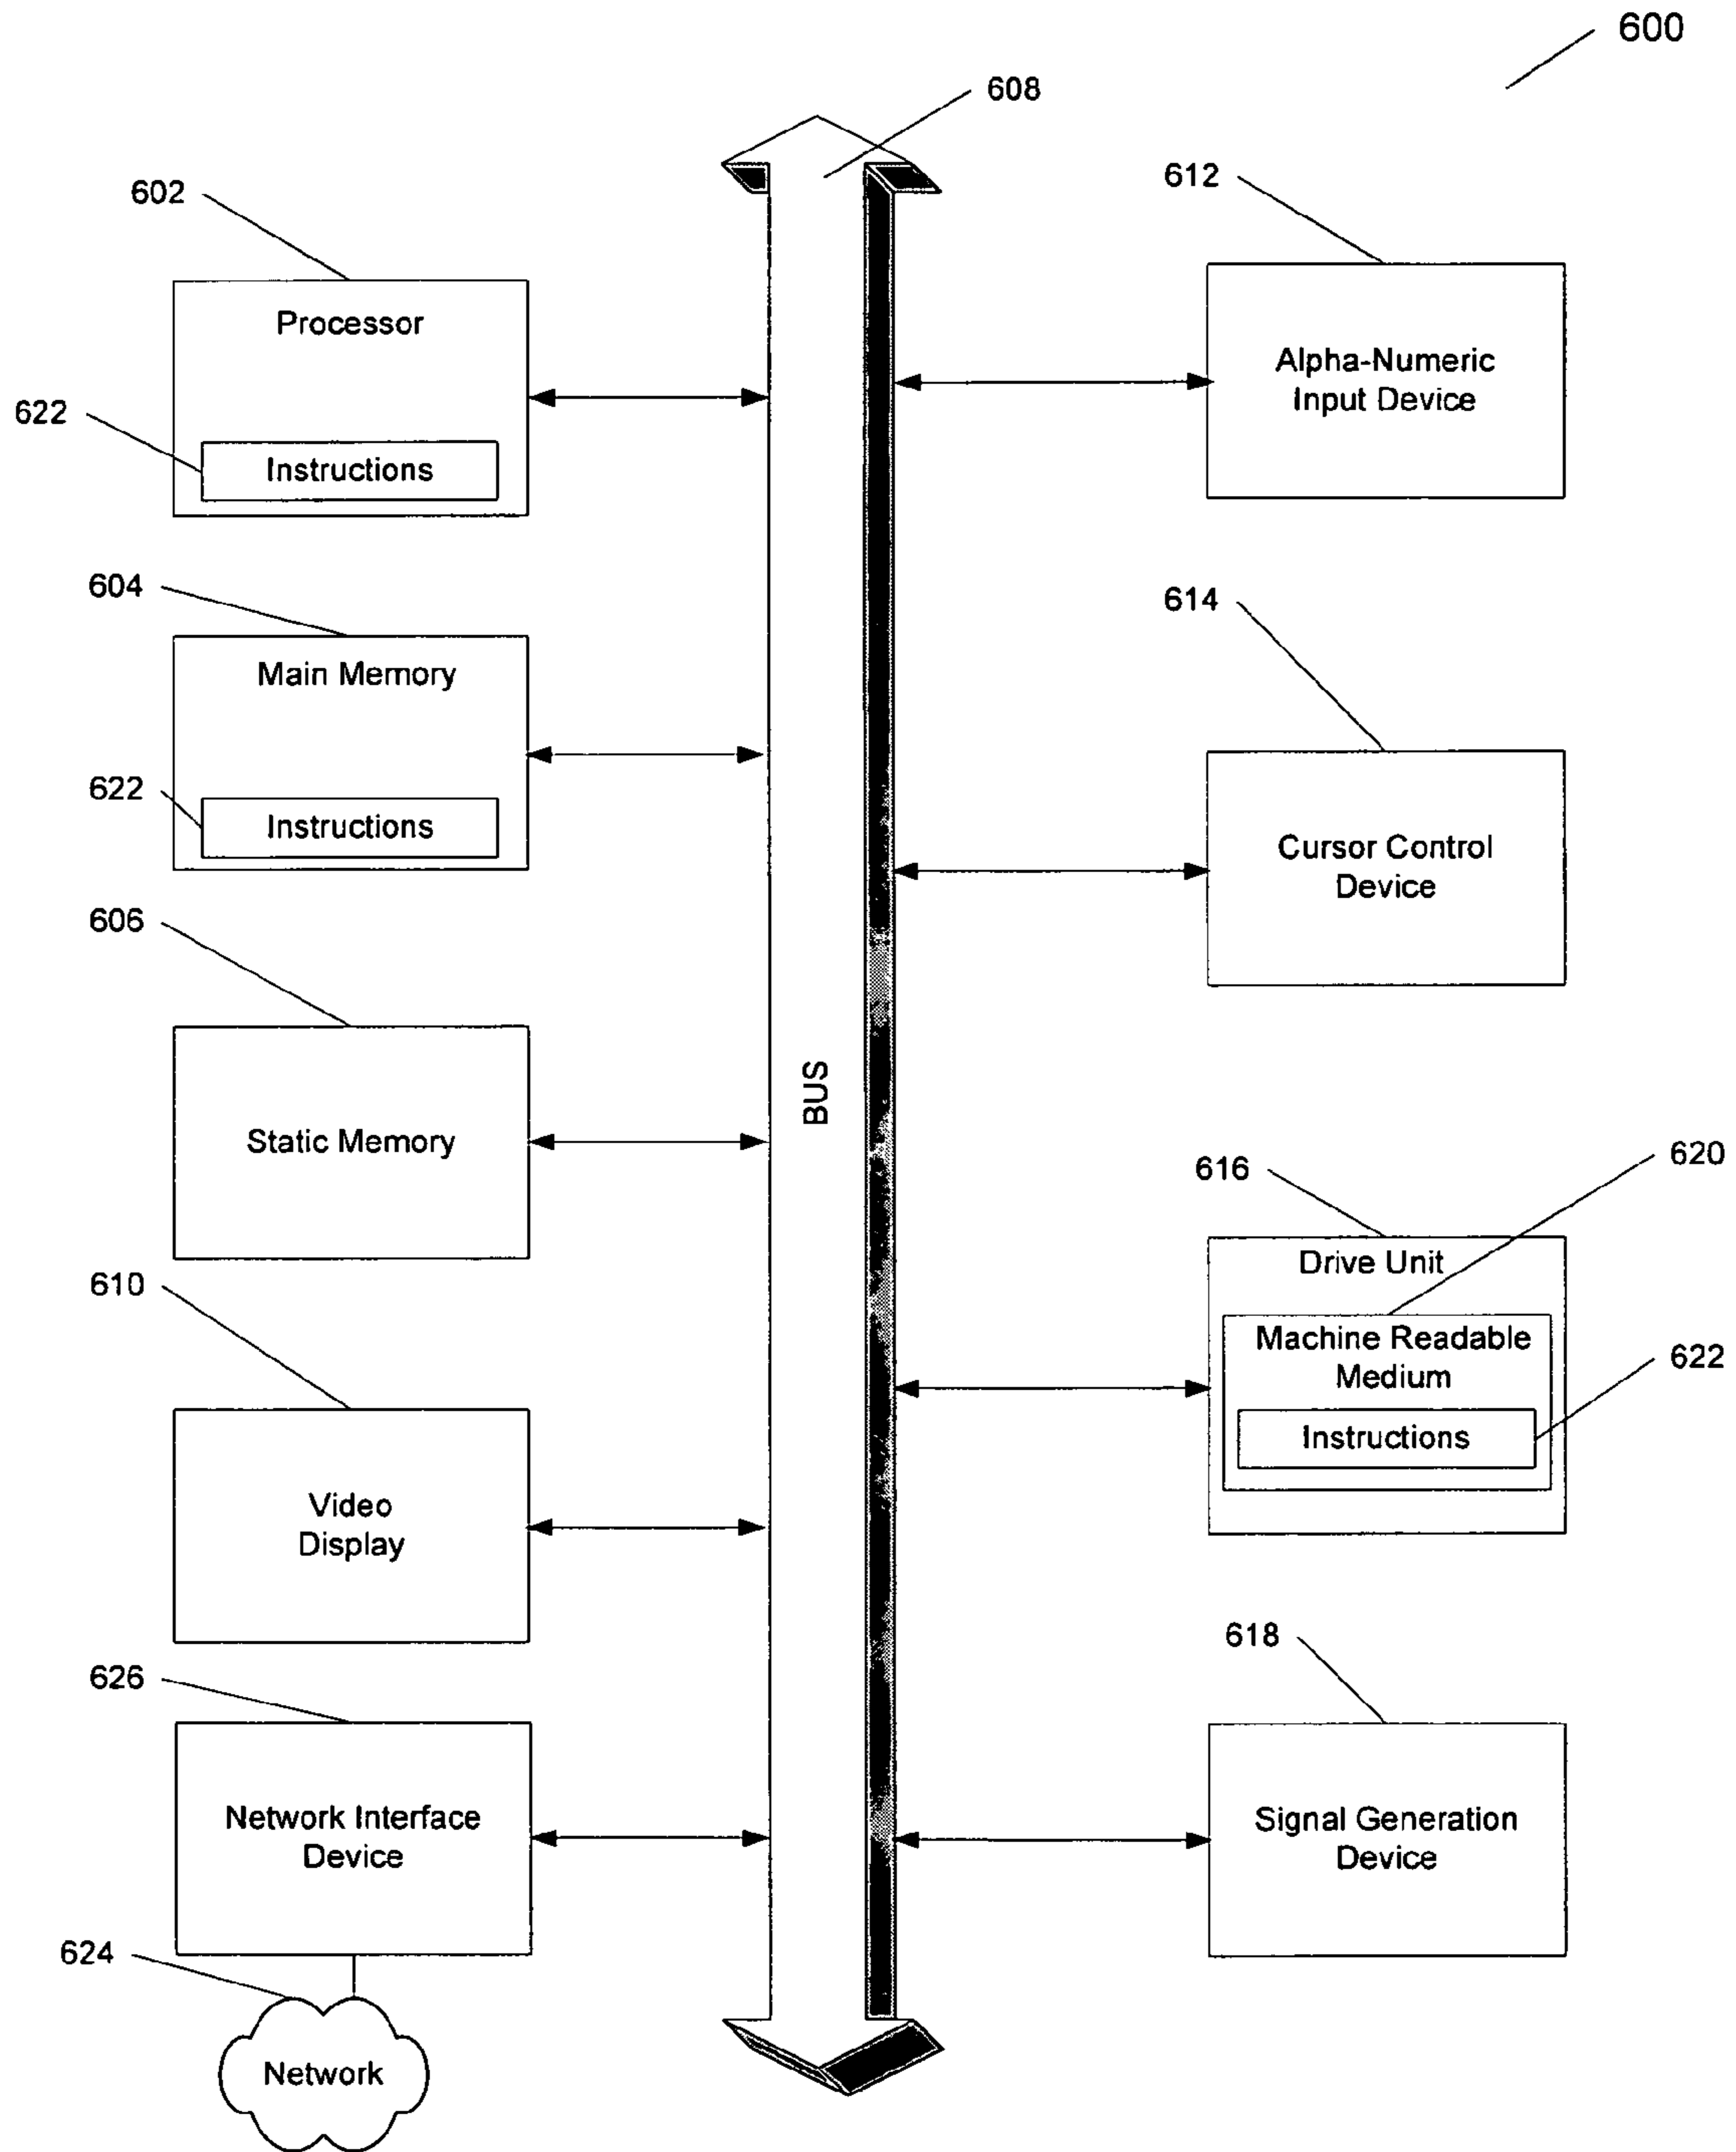 600
608
602
Processor
622
Instructions
612
Alpha-Numeric
Input Device
604
Main Memory
622
Instructions
614
Cursor Control
Device
606
Static Memory
BUS
616
620
Drive Unit
Machine Readable
Medium
622
Instructions
610
Video
Display
618
Signal Generation
Device
626
Network Interface
Device
624
Network